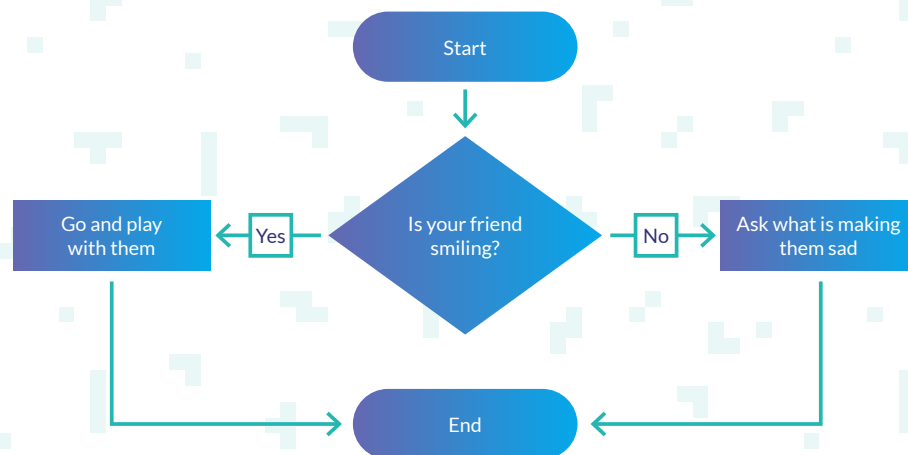 Start
Is your friend
smiling?
Yes
No
Go and play
with them
Ask what is making
them sad
End